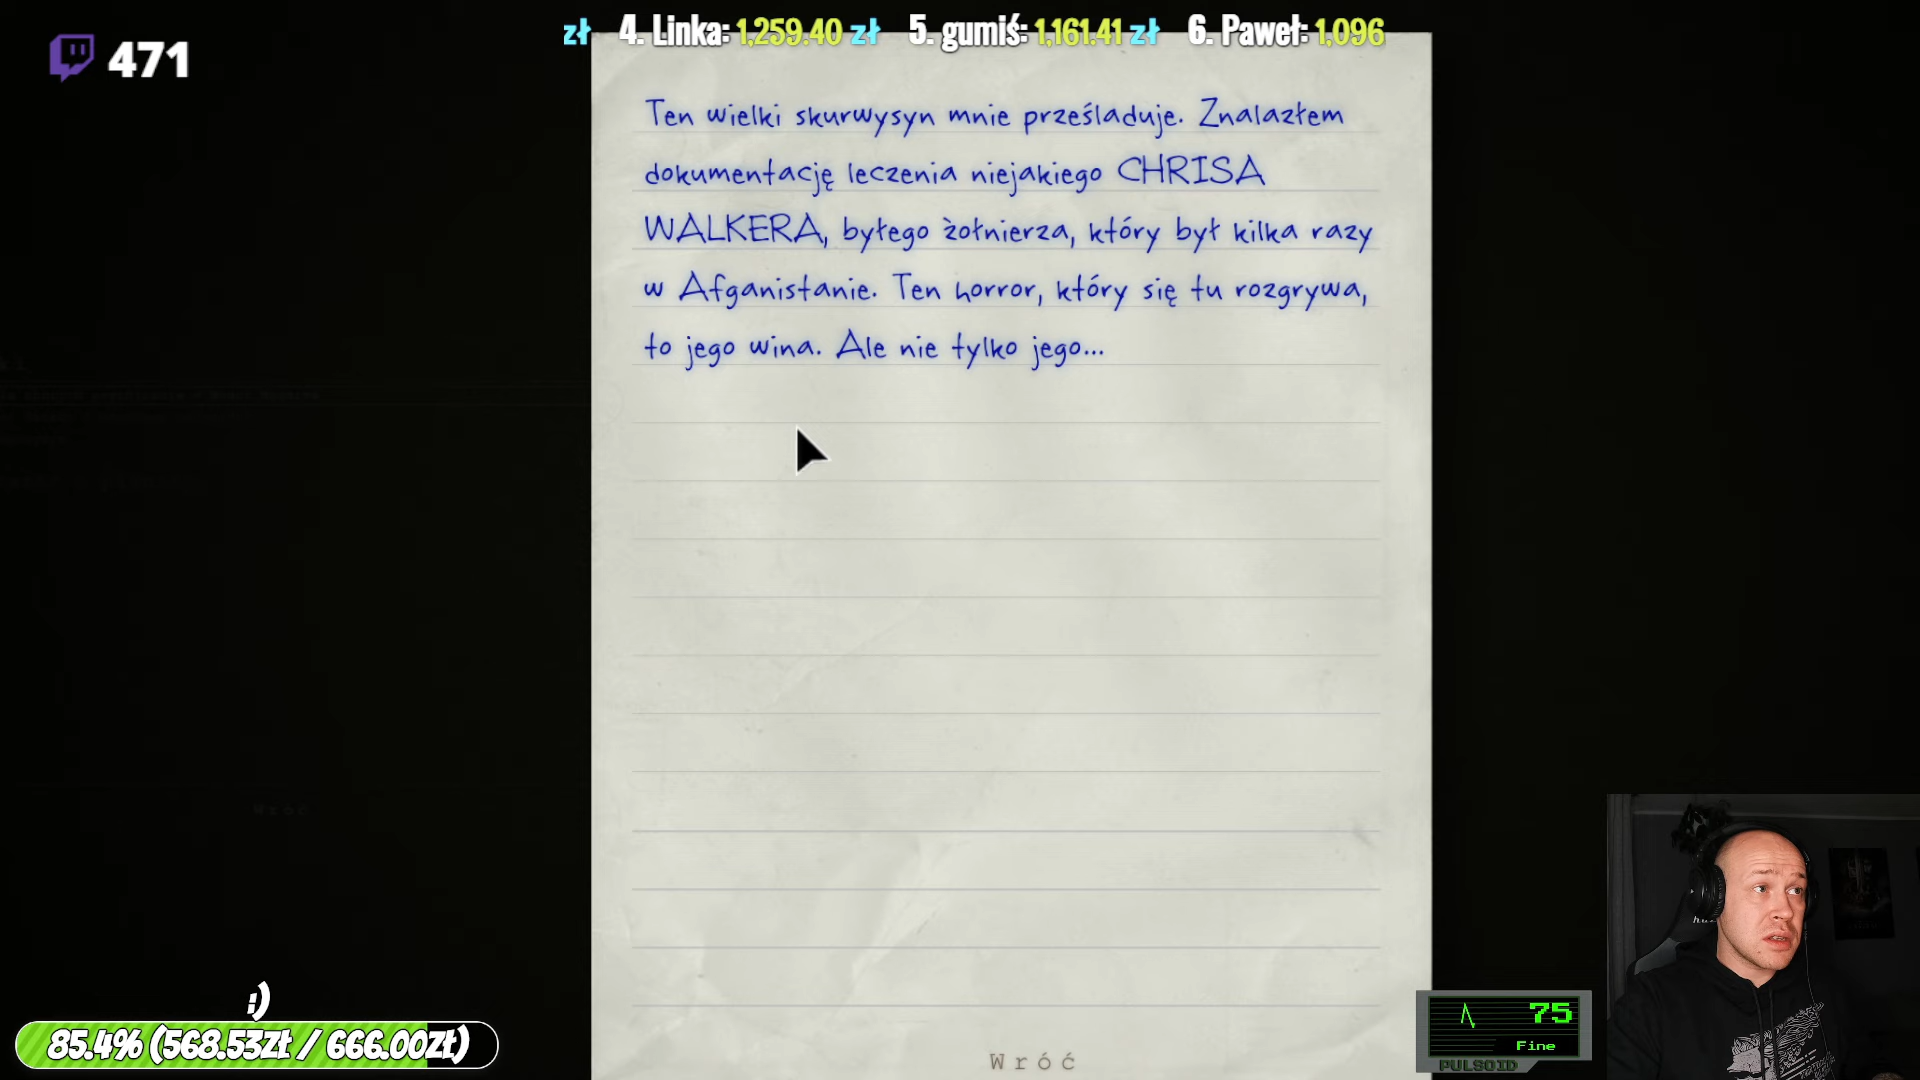 471
zł 4. Linka: 1,259.40 zł 5. gumiś: 1,161.41 zł 6. Paweł: 1,096
Ten wielki skurwysyn mnie prześladuje. Znalazłem
dokumentację leczenia niejakiego CHRISA
WALKERA, byłego żołnierza, który był kilka razy
w Afganistanie. Ten horror, który się tu rozgrywa,
to jego wina. Ale nie tylko jego...
Wróć
:)
85.4% (568.53Zł / 666.00Zł)
75
Fine
PULSOID